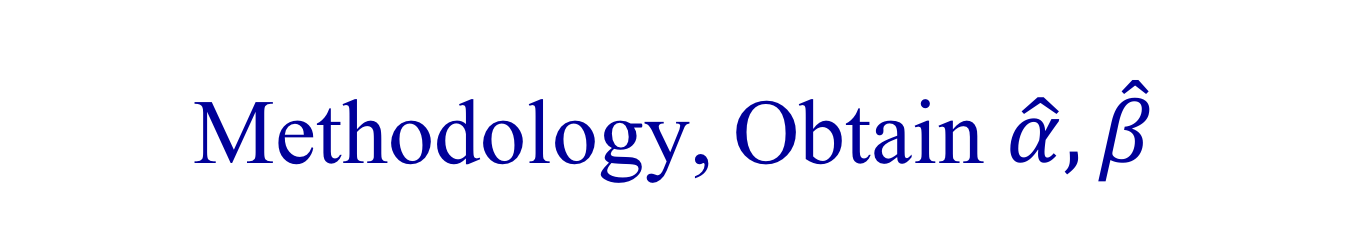 Methodology, Obtain α̂, β̂